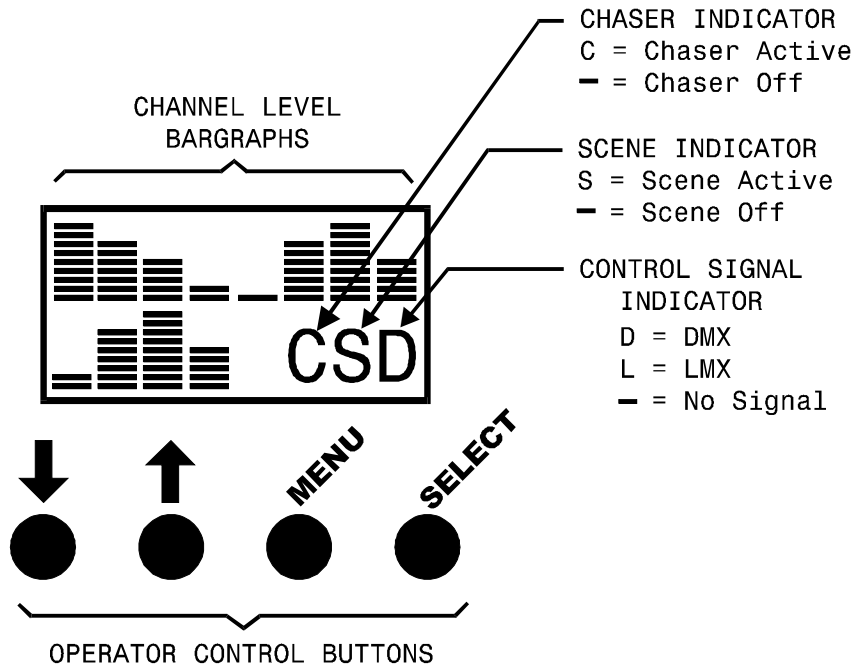 CHASER INDICATOR
C = Chaser Active
– = Chaser Off
CHANNEL LEVEL
BARGRAPHS
SCENE INDICATOR
S = Scene Active
– = Scene Off
CONTROL SIGNAL
INDICATOR
D = DMX
L = LMX
– = No Signal
CSD
MENU
SELECT
OPERATOR CONTROL BUTTONS